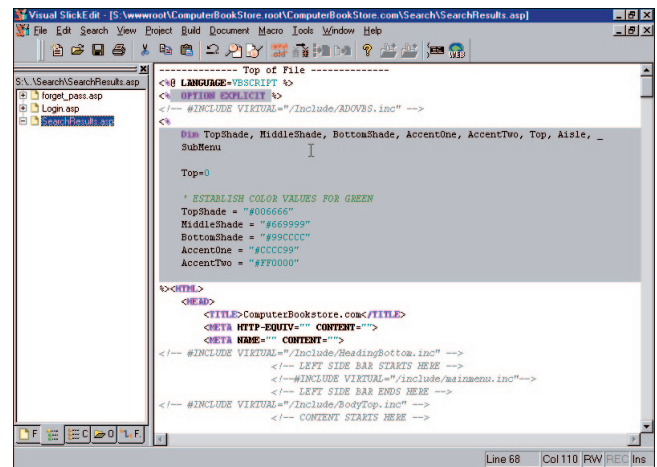 Visual SlickEdit - [S:\wwwroot\ComputerBookStore.root\ComputerBookStore.com\Search\SearchResults.asp]
File Edit Search View Project Build Document Macro Tools Window Help
S:\..\Search\SearchResults.asp
forget_pass.asp
Login.asp
SearchResults.asp
-------------- Top of File --------------
<%@ LANGUAGE=VBSCRIPT %>
<% OPTION EXPLICIT %>
<!-- #INCLUDE VIRTUAL="/Include/ADOVBS.inc" -->
<%
Dim TopShade, MiddleShade, BottomShade, AccentOne, AccentTwo, Top, Aisle, _
SubMenu
Top=0
' ESTABLISH COLOR VALUES FOR GREEN
TopShade = "#006666"
MiddleShade = "#669999"
BottomShade = "#99CCCC"
AccentOne = "#CCCC99"
AccentTwo = "#FF0000"
%><HTML>
<HEAD>
<TITLE>ComputerBookstore.com</TITLE>
<META HTTP-EQUIV="" CONTENT="">
<META NAME="" CONTENT="">
<!-- #INCLUDE VIRTUAL="/Include/HeadingBottom.inc" -->
<!-- LEFT SIDE BAR STARTS HERE -->
<!--#INCLUDE VIRTUAL="/include/mainmenu.inc"-->
<!-- LEFT SIDE BAR ENDS HERE -->
<!-- #INCLUDE VIRTUAL="/Include/BodyTop.inc" -->
<!-- CONTENT STARTS HERE -->
F C O F
Line 68 Col 110 RW REC Ins